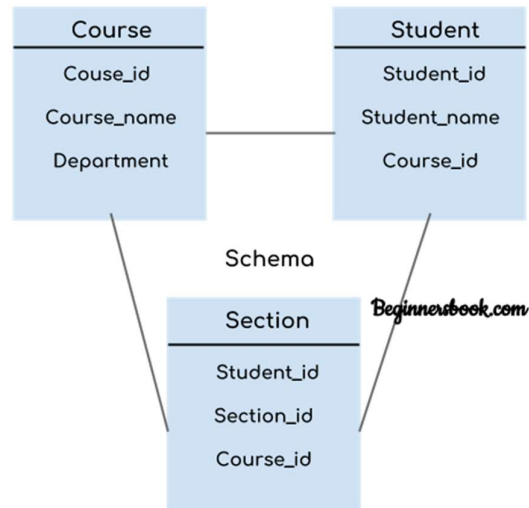 Course
Couse_id
Course_name
Department
Student
Student_id
Student_name
Course_id
Schema
Beginnersbook.com
Section
Student_id
Section_id
Course_id